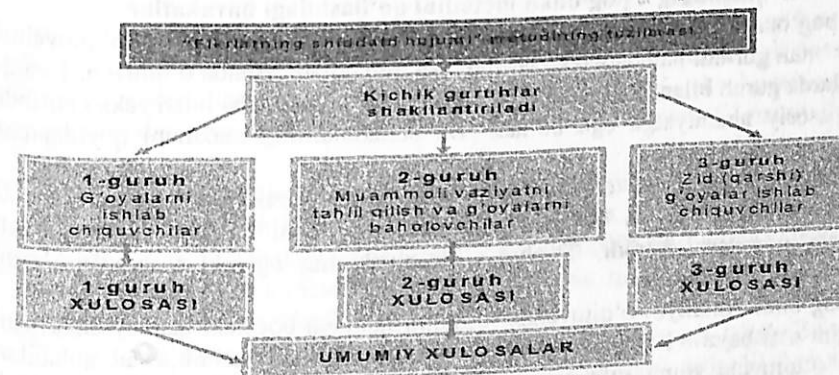 "Fikrlarning shiddatli hujumi" metodining tuzilmasi
Kichik guruhlar
shakilantiriladi
1-guruh
G'oyalarni
ishlab
chiquvchilar
2-guruh
Muammoli vaziyatni
tahlil qilish va g'oyalarni
baholovchilar
3-guruh
Zid (qarshi)
g'oyalar ishlab
chiquvchilar
1-guruh
XULOSASI
2-guruh
XULOSASI
3-guruh
XULOSASI
UMUMIY XULOSALAR